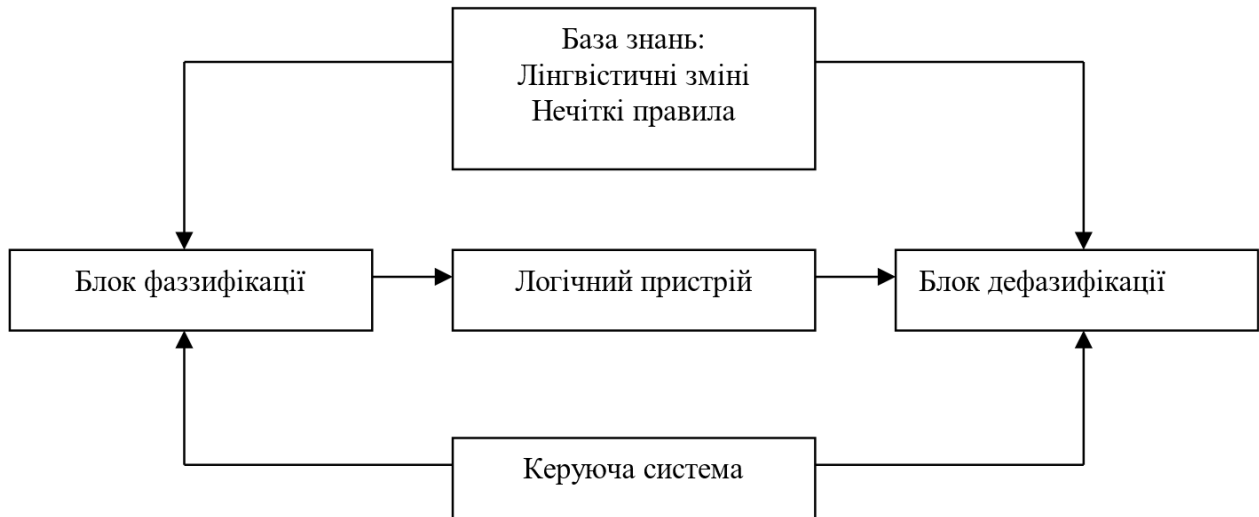 База знань:
Лінгвістичні зміні
Нечіткі правила
Блок фаззифікації
Логічний пристрій
Блок дефазифікації
Керуюча система